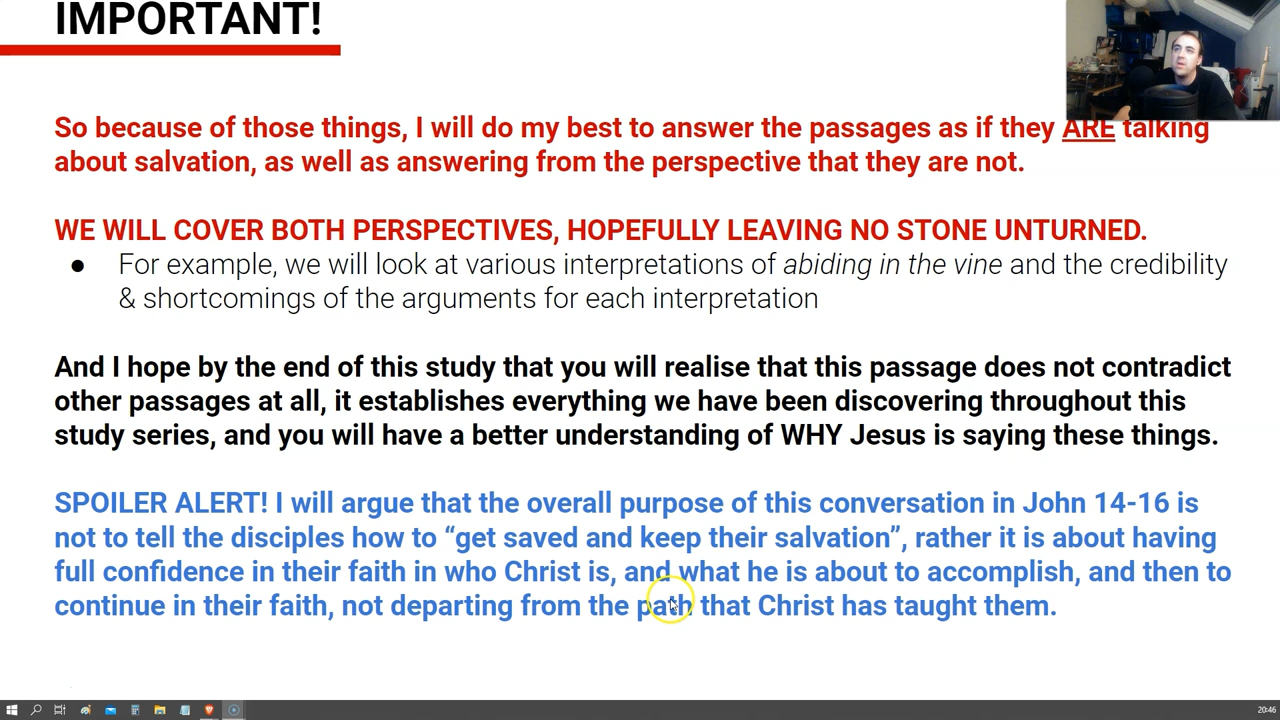 IMPORTANT!
So because of those things, I will do my best to answer the passages as if they ARE talking
about salvation, as well as answering from the perspective that they are not.
WE WILL COVER BOTH PERSPECTIVES, HOPEFULLY LEAVING NO STONE UNTURNED.
● For example, we will look at various interpretations of abiding in the vine and the credibility
& shortcomings of the arguments for each interpretation
And I hope by the end of this study that you will realise that this passage does not contradict
other passages at all, it establishes everything we have been discovering throughout this
study series, and you will have a better understanding of WHY Jesus is saying these things.
SPOILER ALERT! I will argue that the overall purpose of this conversation in John 14-16 is
not to tell the disciples how to “get saved and keep their salvation”, rather it is about having
full confidence in their faith in who Christ is, and what he is about to accomplish, and then to
continue in their faith, not departing from the path that Christ has taught them.
20:46